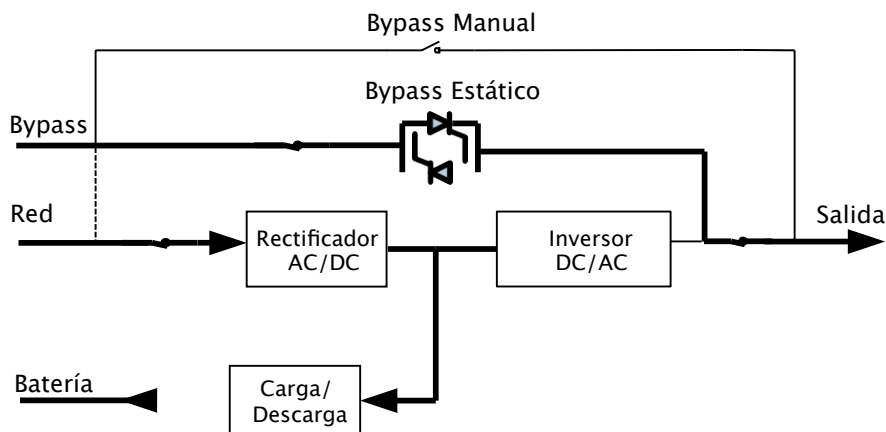 Bypass Manual
Bypass Estático
Bypass
Red
Rectificador
AC/DC
Inversor
DC/AC
Salida
Batería
Carga/
Descarga